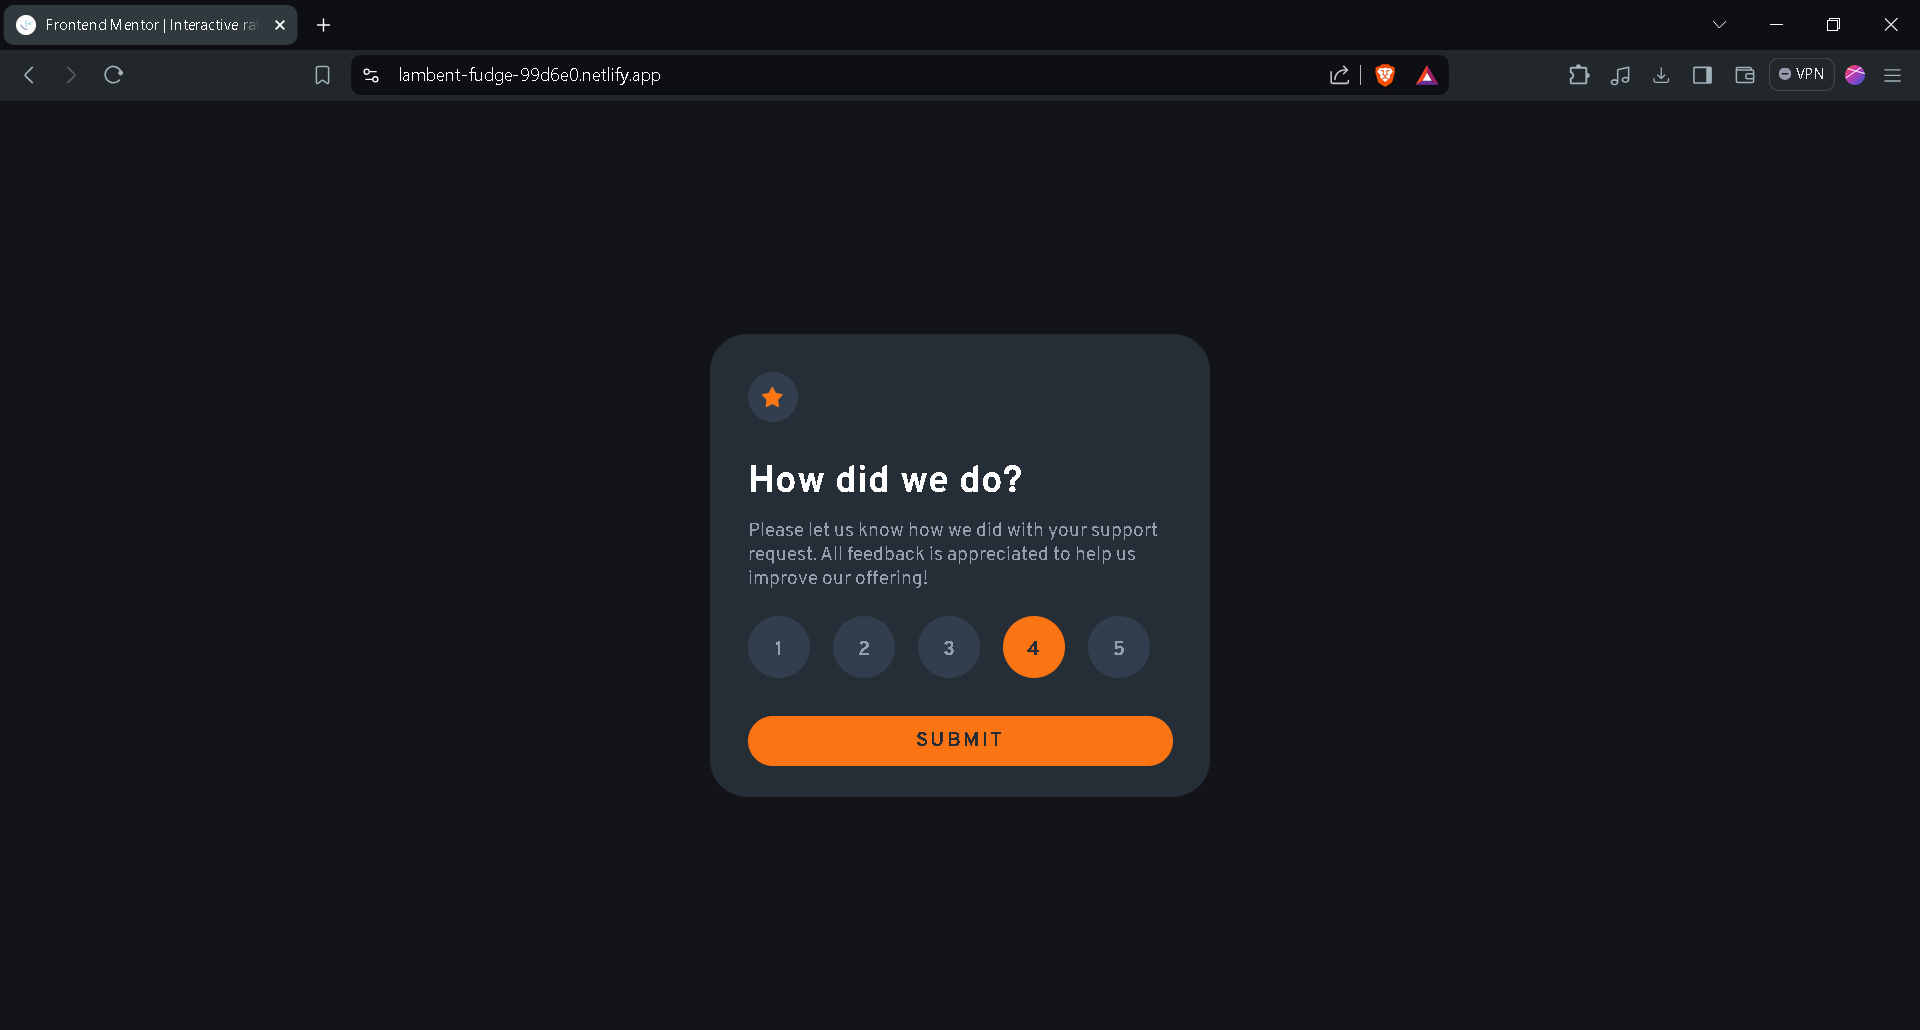 Frontend Mentor | Interactive ra
lambent-fudge-99d6e0.netlify.app
VPN
How did we do?
Please let us know how we did with your support
request. All feedback is appreciated to help us
improve our offering!
1 2 3 4 5
SUBMIT